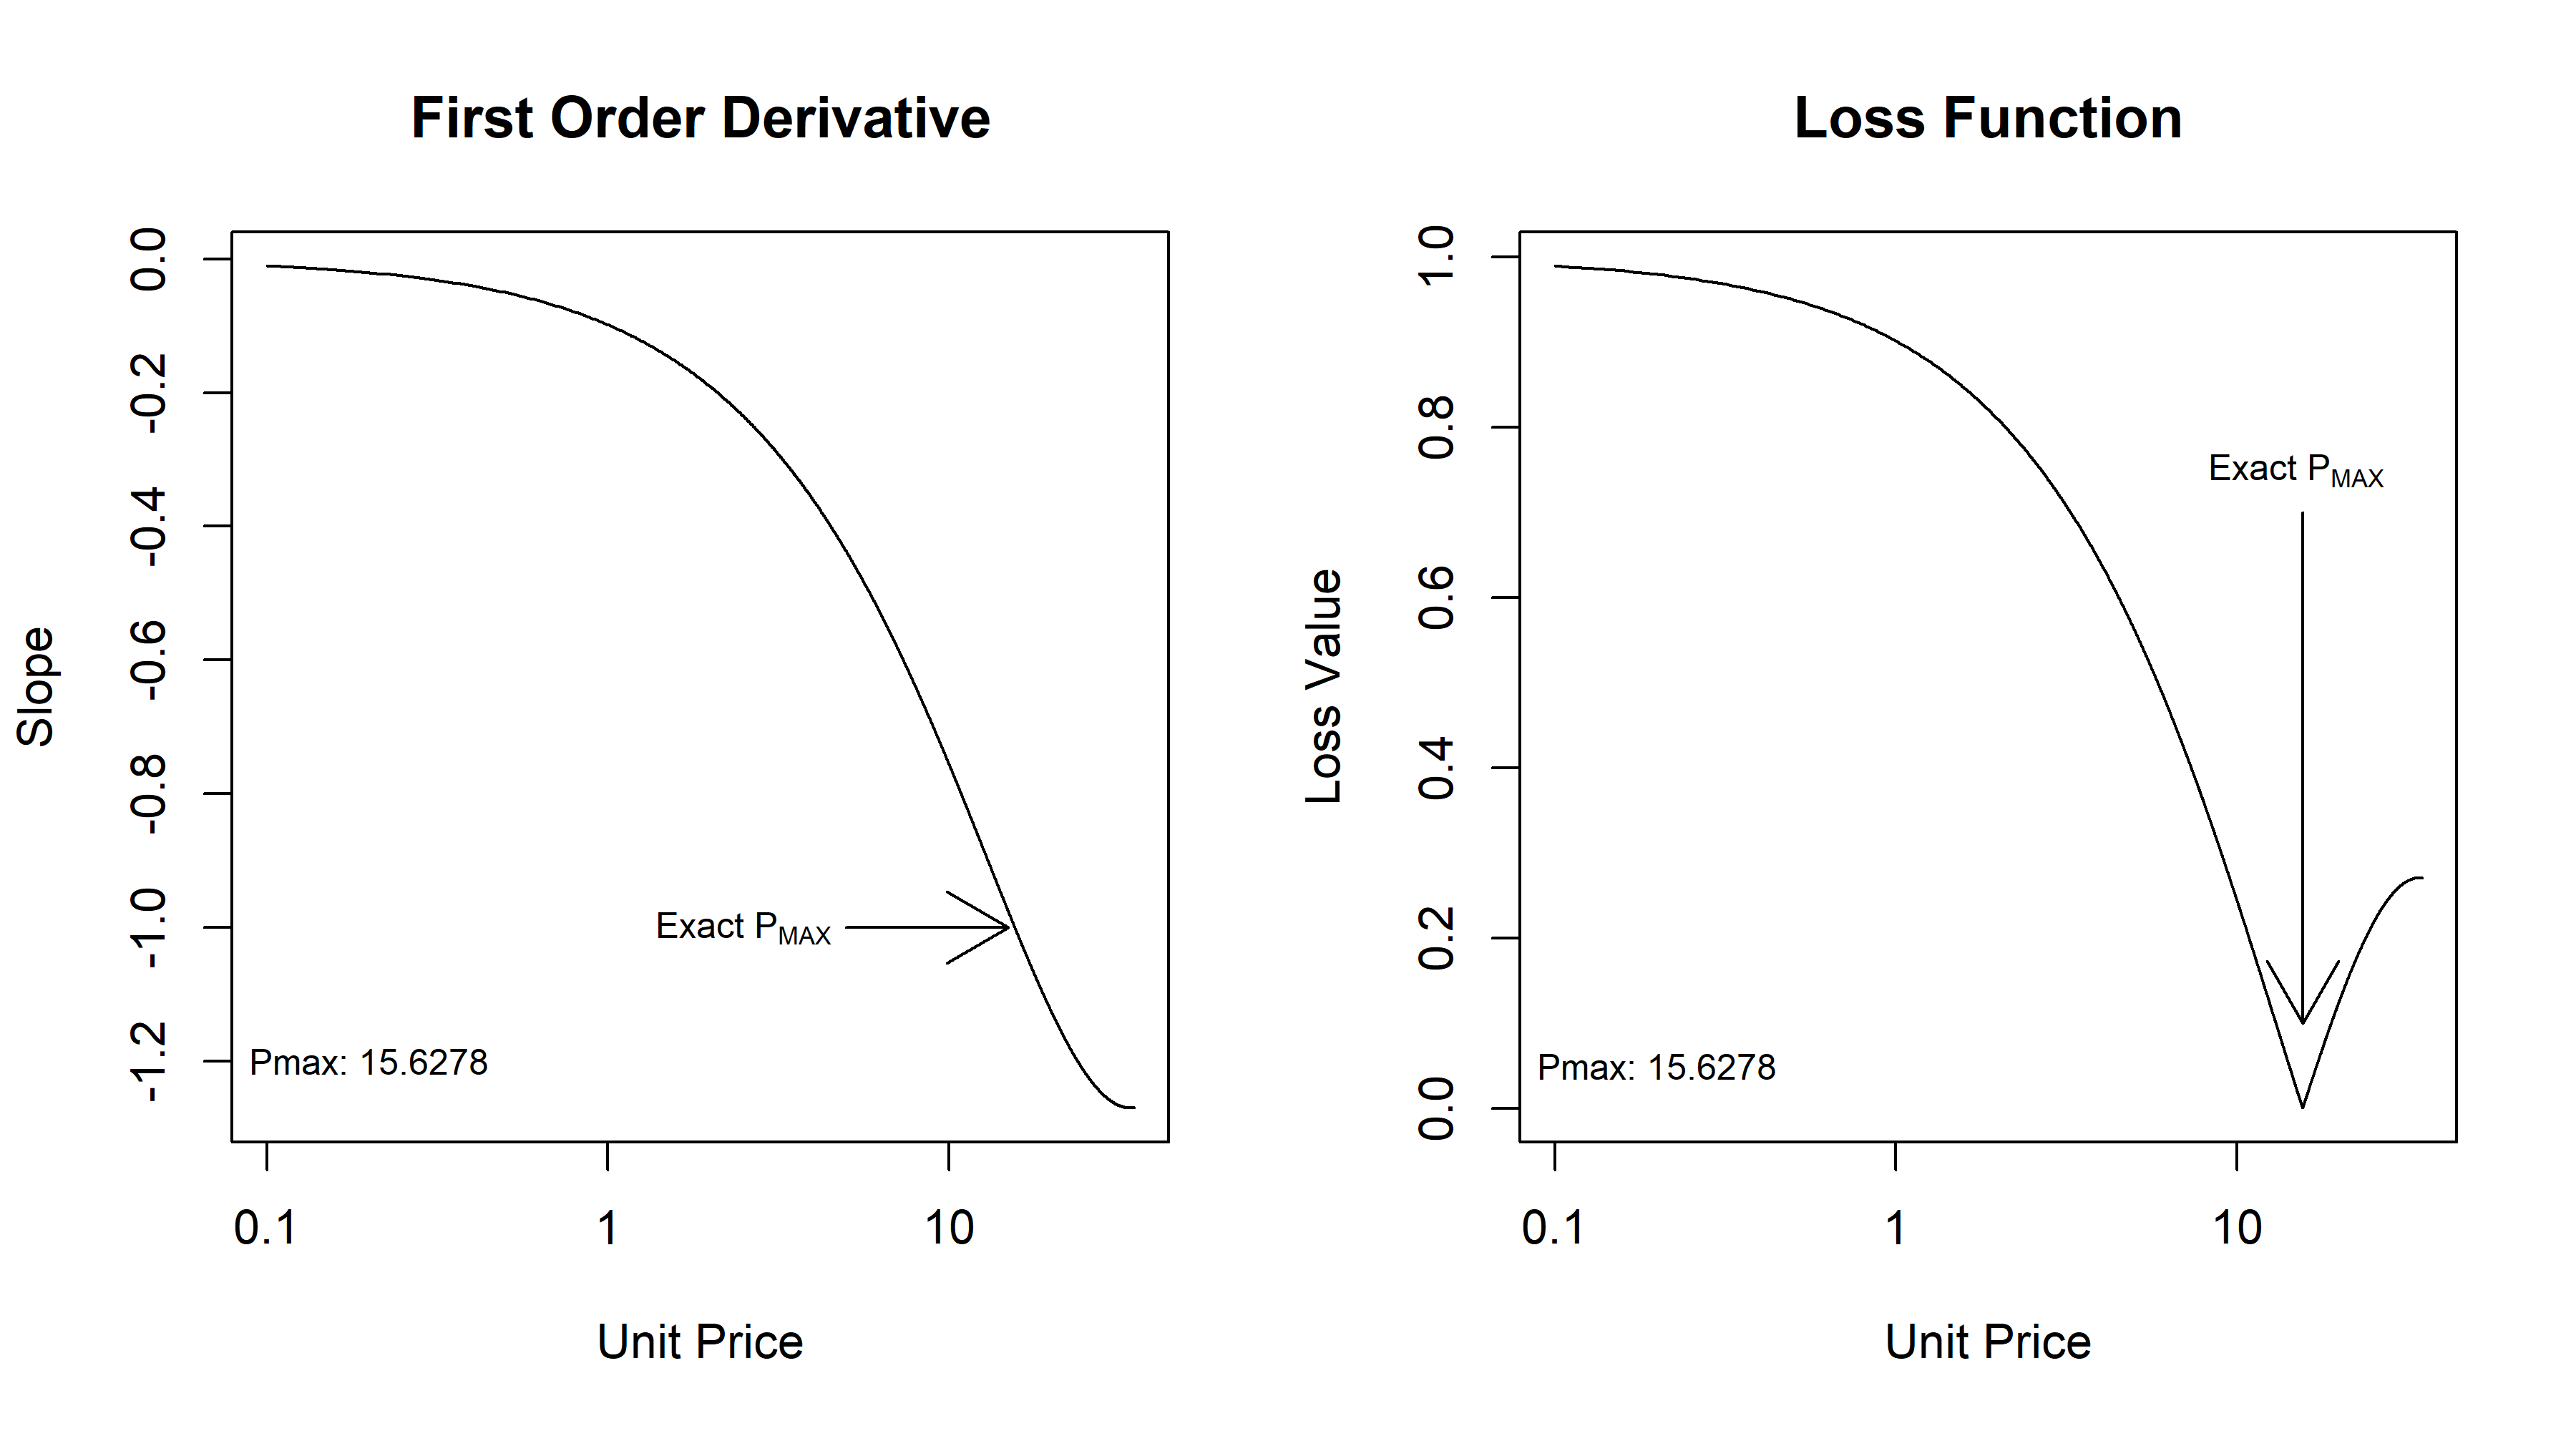 First Order Derivative
Slope
0.0
-0.2
-0.4
-0.6
-0.8
-1.0
-1.2
Exact PMAX
Pmax: 15.6278
0.1 1 10
Unit Price
Loss Function
Loss Value
1.0
0.8
0.6
0.4
0.2
0.0
Exact PMAX
Pmax: 15.6278
0.1 1 10
Unit Price